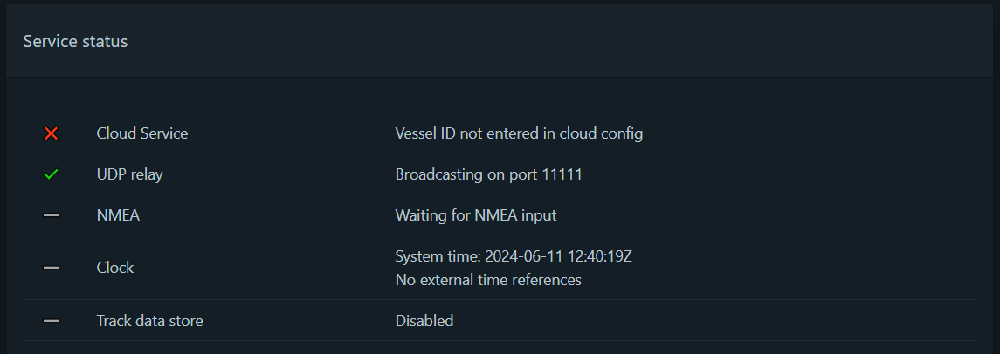 Service status
Cloud Service Vessel ID not entered in cloud config
UDP relay Broadcasting on port 11111
NMEA Waiting for NMEA input
Clock System time: 2024-06-11 12:40:19Z
No external time references
Track data store Disabled